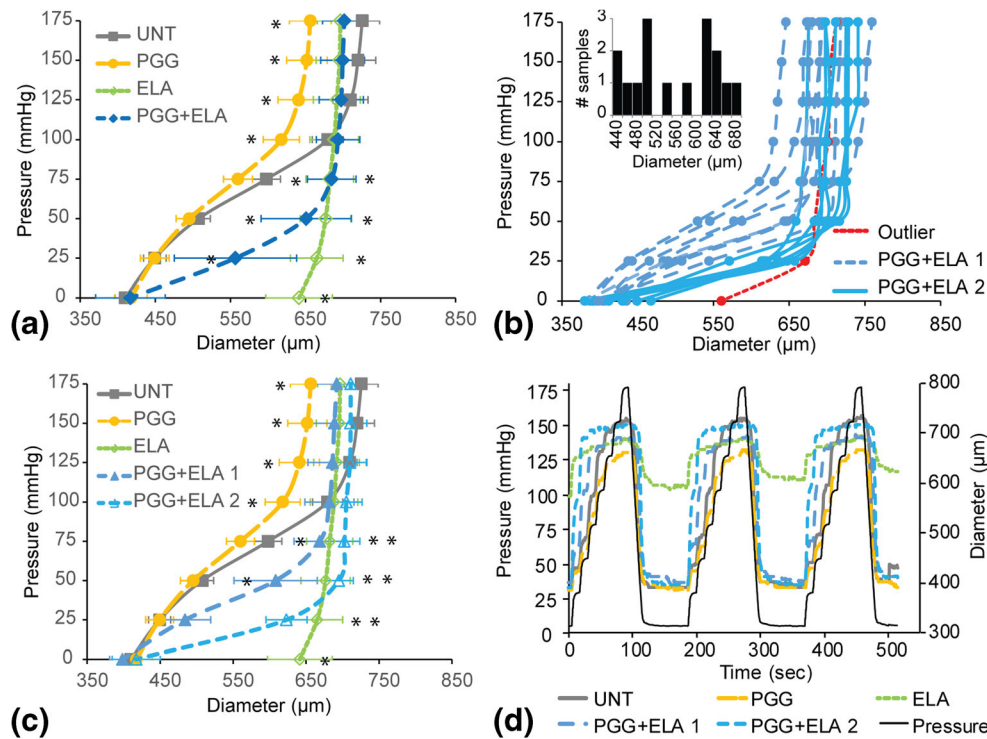 175
150
125
100
75
50
25
0
Pressure (mmHg)
UNT
PGG
ELA
PGG+ELA
*
*
*
*
*
*
*
*
*
*
*
350
450
550
650
750
850
Diameter (µm)
(a)
175
150
125
100
75
50
25
0
Pressure (mmHg)
3
2
1
0
# samples
440
480
520
560
600
640
680
Diameter (µm)
Outlier
PGG+ELA 1
PGG+ELA 2
350
450
550
650
750
850
Diameter (µm)
(b)
175
150
125
100
75
50
25
0
Pressure (mmHg)
UNT
PGG
ELA
PGG+ELA 1
PGG+ELA 2
*
*
*
*
* * *
* * *
* *
*
350
450
550
650
750
850
Diameter (µm)
(c)
175
150
125
100
75
50
25
0
Pressure (mmHg)
800
700
600
500
400
300
Diameter (µm)
0
100
200
300
400
500
Time (sec)
UNT
PGG
ELA
PGG+ELA 1
PGG+ELA 2
Pressure
(d)